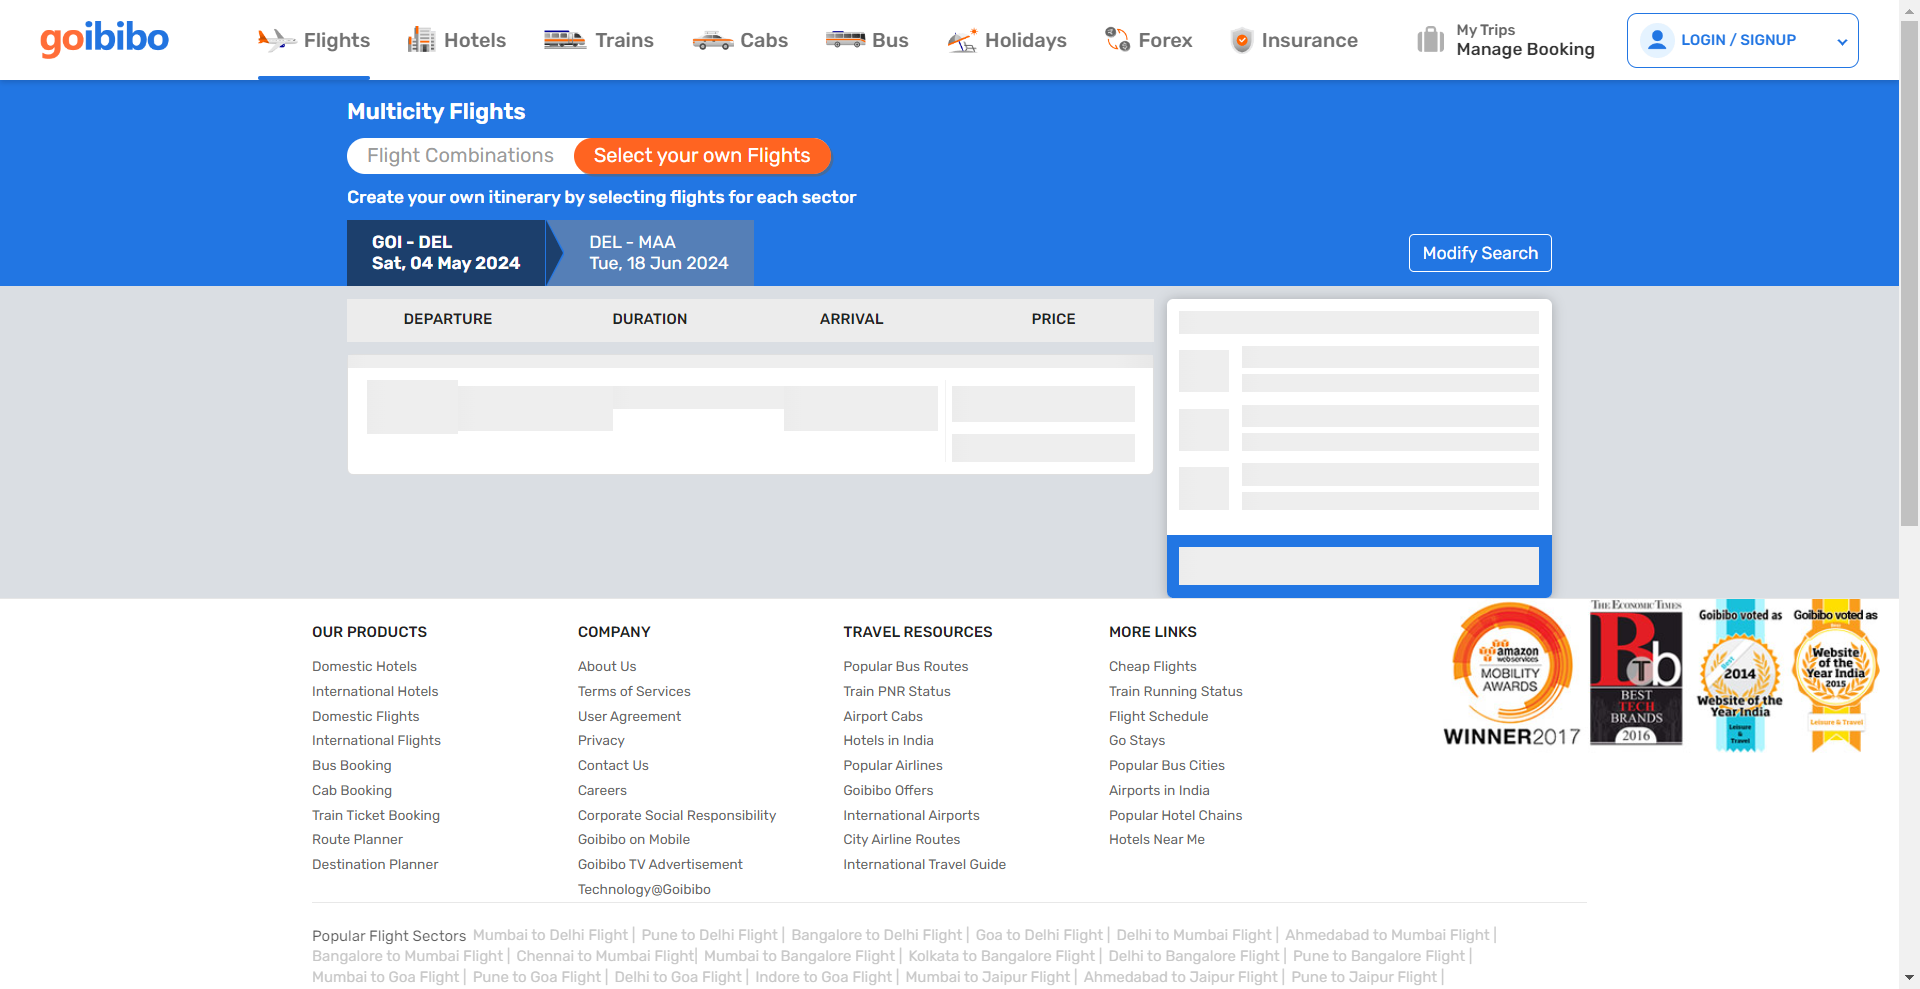 goibibo
Flights
Hotels
Trains
Cabs
Bus
Holidays
Forex
Insurance
My Trips
Manage Booking
LOGIN / SIGNUP
Multicity Flights
Flight Combinations
Select your own Flights
Create your own itinerary by selecting flights for each sector
GOI - DEL
Sat, 04 May 2024
DEL - MAA
Tue, 18 Jun 2024
Modify Search
DEPARTURE
DURATION
ARRIVAL
PRICE
OUR PRODUCTS
Domestic Hotels
International Hotels
Domestic Flights
International Flights
Bus Booking
Cab Booking
Train Ticket Booking
Route Planner
Destination Planner
COMPANY
About Us
Terms of Services
User Agreement
Privacy
Contact Us
Careers
Corporate Social Responsibility
Goibibo on Mobile
Goibibo TV Advertisement
Technology@Goibibo
TRAVEL RESOURCES
Popular Bus Routes
Train PNR Status
Airport Cabs
Hotels in India
Popular Airlines
Goibibo Offers
International Airports
City Airline Routes
International Travel Guide
MORE LINKS
Cheap Flights
Train Running Status
Flight Schedule
Go Stays
Popular Bus Cities
Airports in India
Popular Hotel Chains
Hotels Near Me
amazon
webservices
MOBILITY
AWARDS
WINNER2017
THE ECONOMIC TIMES
BTb
BEST
TECH
BRANDS
2016
Goibibo voted as
Best
2014
Website of the
Year India
Leisure
&
Travel
Goibibo voted as
Website
of the
Year India
2015
Leisure & Travel
Popular Flight Sectors Mumbai to Delhi Flight | Pune to Delhi Flight | Bangalore to Delhi Flight | Goa to Delhi Flight | Delhi to Mumbai Flight | Ahmedabad to Mumbai Flight |
Bangalore to Mumbai Flight | Chennai to Mumbai Flight| Mumbai to Bangalore Flight | Kolkata to Bangalore Flight | Delhi to Bangalore Flight | Pune to Bangalore Flight |
Mumbai to Goa Flight | Pune to Goa Flight | Delhi to Goa Flight | Indore to Goa Flight | Mumbai to Jaipur Flight | Ahmedabad to Jaipur Flight | Pune to Jaipur Flight |